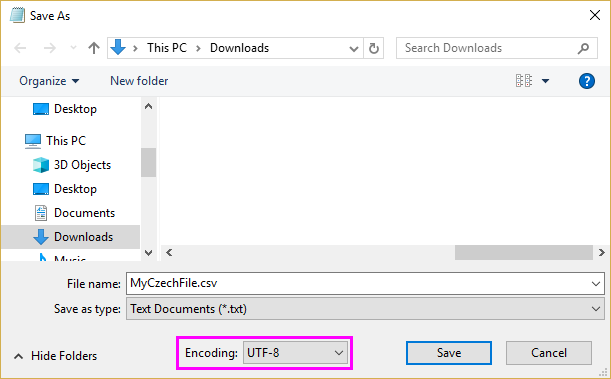 Save As
This PC Downloads
Search Downloads
Organize New folder
Desktop
This PC
3D Objects
Desktop
Documents
Downloads
Music
File name: MyCzechFile.csv
Save as type: Text Documents (*.txt)
Hide Folders Encoding: UTF-8 Save Cancel